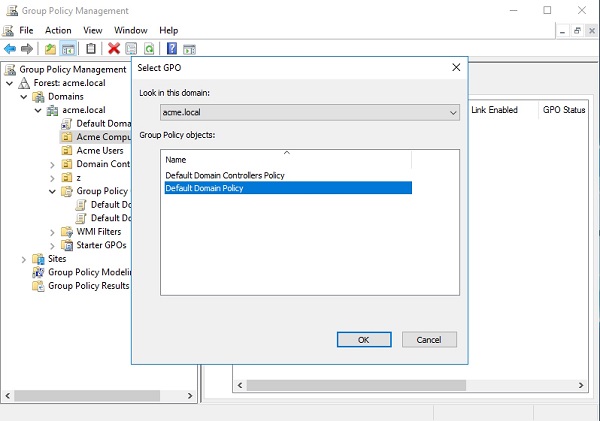 Group Policy Management
File Action View Window Help
Group Policy Management
Forest: acme.local
Domains
acme.local
Default Doma
Acme Compu
Acme Users
Domain Cont
z
Group Policy
Default Do
Default Do
WMI Filters
Starter GPOs
Sites
Group Policy Modelin
Group Policy Results
Link Enabled GPO Status
Select GPO
Look in this domain:
acme.local
Group Policy objects:
Name
Default Domain Controllers Policy
Default Domain Policy
OK Cancel